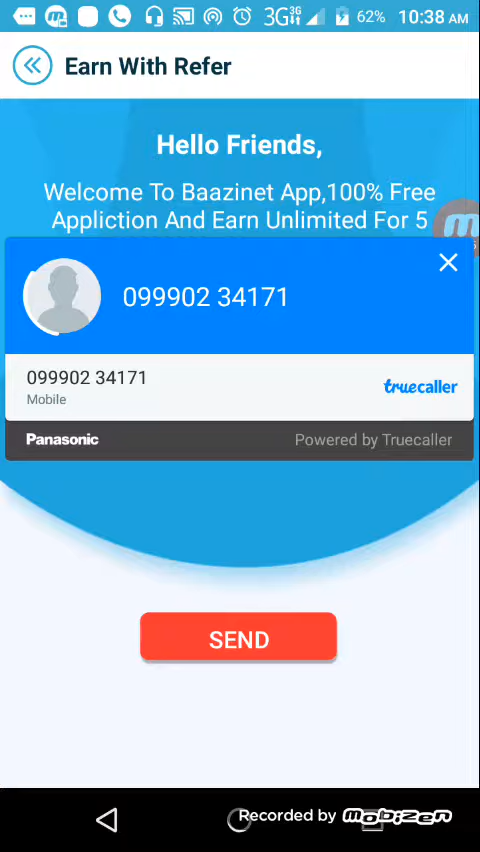 3G 3G 62% 10:38 AM
Earn With Refer
Hello Friends,
Welcome To Baazinet App,100% Free
Appliction And Earn Unlimited For 5
099902 34171
099902 34171
truecaller
Mobile
Panasonic
Powered by Truecaller
SEND
Recorded by mobizen